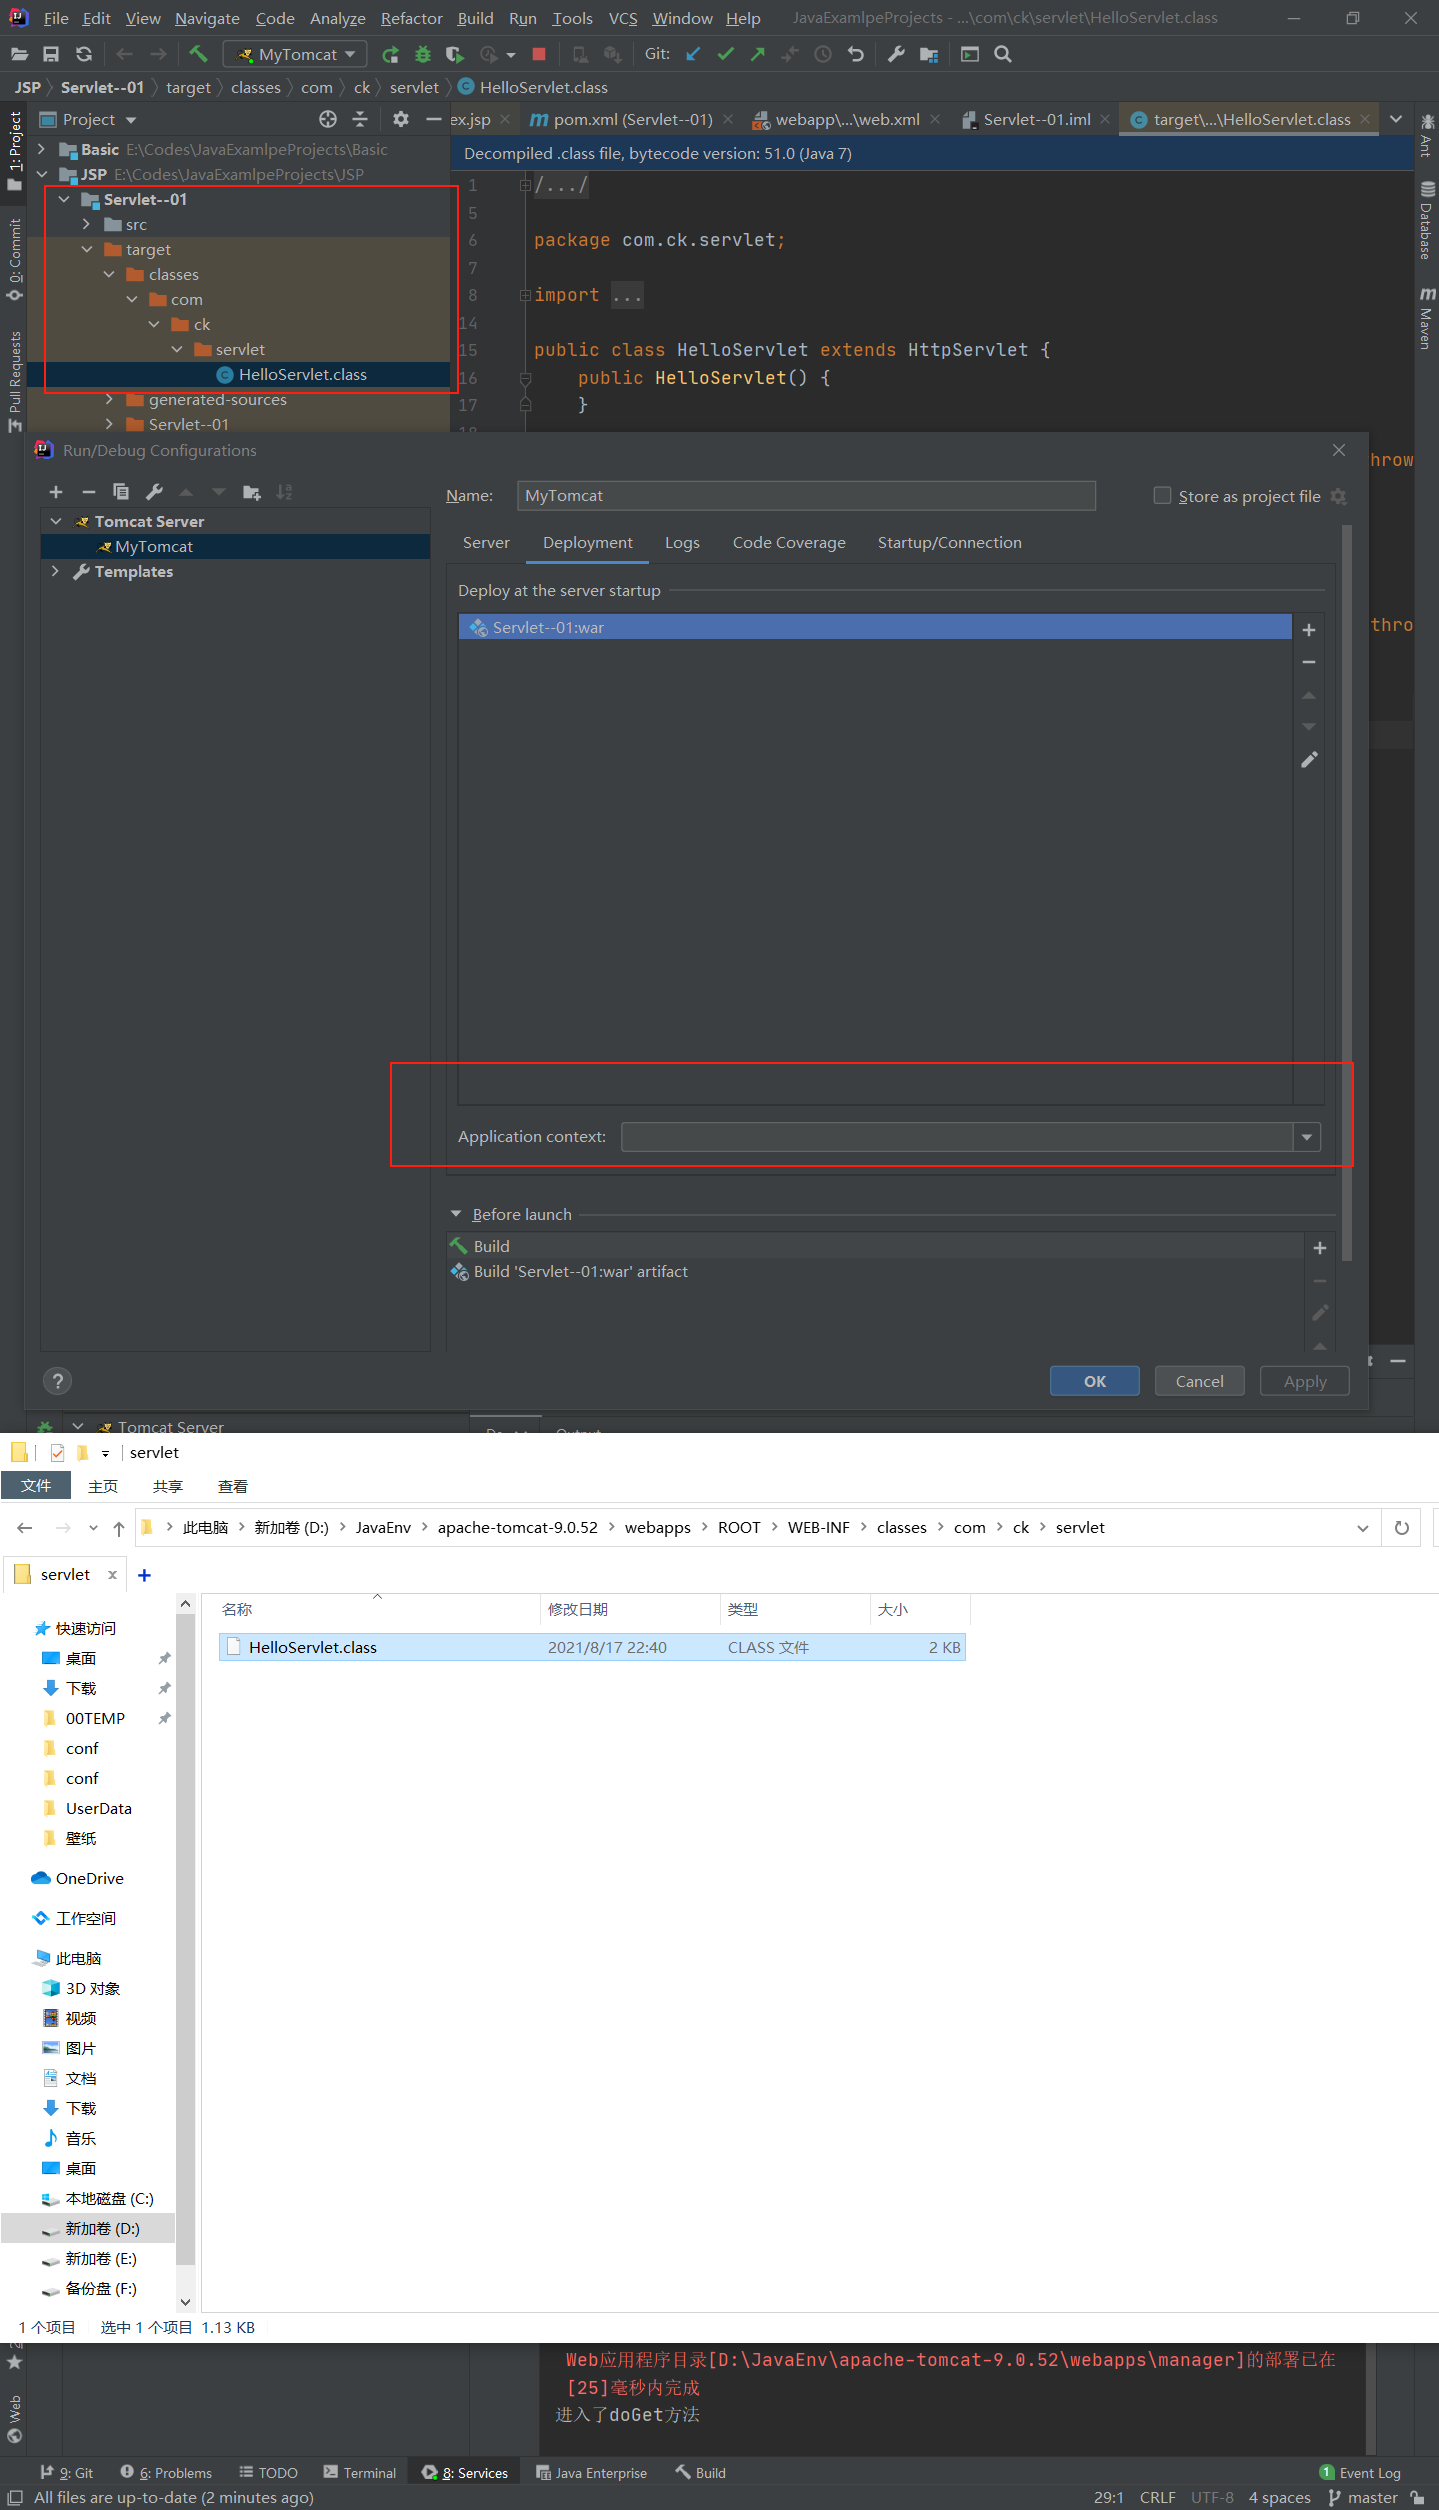 File Edit View Navigate Code Analyze Refactor Build Run Tools VCS Window Help JavaExamlpeProjects - ...\com\ck\servlet\HelloServlet.class
MyTomcat Git:
JSP Servlet--01 target classes com ck servlet HelloServlet.class
Project ex.jsp pom.xml (Servlet--01) webapp\...\web.xml Servlet--01.iml target\...\HelloServlet.class
1: Project
0: Commit
Pull Requests
Ant
Database
Maven
Basic E:\Codes\JavaExamlpeProjects\Basic
JSP E:\Codes\JavaExamlpeProjects\JSP
Servlet--01
src
target
classes
com
ck
servlet
HelloServlet.class
generated-sources
Servlet--01
Decompiled .class file, bytecode version: 51.0 (Java 7)
1 /.../
5
6 package com.ck.servlet;
7
8 import ...
14
15 public class HelloServlet extends HttpServlet {
16 public HelloServlet() {
17 }
18
hrow
thro
Run/Debug Configurations
Name: MyTomcat Store as project file
Tomcat Server
MyTomcat
Templates
Server Deployment Logs Code Coverage Startup/Connection
Deploy at the server startup
Servlet--01:war
Application context:
Before launch
Build
Build 'Servlet--01:war' artifact
? OK Cancel Apply
Tomcat Server Output
servlet
文件 主页 共享 查看
此电脑 新加卷 (D:) JavaEnv apache-tomcat-9.0.52 webapps ROOT WEB-INF classes com ck servlet
servlet x +
名称 修改日期 类型 大小
HelloServlet.class 2021/8/17 22:40 CLASS 文件 2 KB
快速访问
桌面
下载
00TEMP
conf
conf
UserData
壁纸
OneDrive
工作空间
此电脑
3D 对象
视频
图片
文档
下载
音乐
桌面
本地磁盘 (C:)
新加卷 (D:)
新加卷 (E:)
备份盘 (F:)
1 个项目 选中 1 个项目 1.13 KB
Web
Web应用程序目录[D:\JavaEnv\apache-tomcat-9.0.52\webapps\manager]的部署已在
[25]毫秒内完成
进入了doGet方法
9: Git 6: Problems TODO Terminal 8: Services Java Enterprise Build 1 Event Log
All files are up-to-date (2 minutes ago) 29:1 CRLF UTF-8 4 spaces master